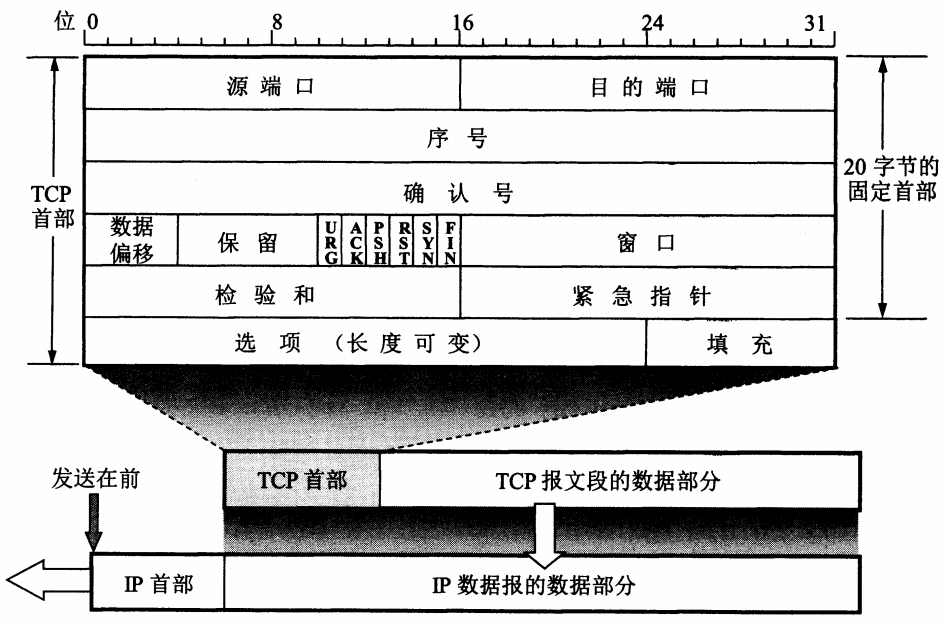 位 0 8 16 24 31
源端口 目的端口
序号
确认号
TCP
首部
20字节的
固定首部
数据
偏移
保留
URG
ACK
PSH
RST
SYN
FIN
窗口
检验和 紧急指针
选项（长度可变） 填充
发送在前
TCP 首部 TCP 报文段的数据部分
IP 首部 IP 数据报的数据部分